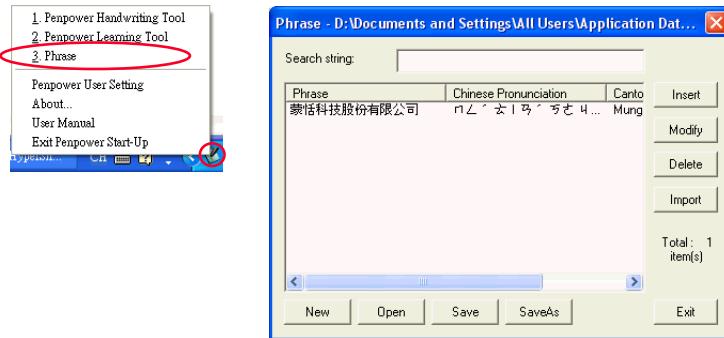 1. Penpower Handwriting Tool
2. Penpower Learning Tool
3. Phrase
Penpower User Setting
About...
User Manual
Exit Penpower Start-Up
CH
Phrase - D:\Documents and Settings\All Users\Application Dat...
Search string:
Phrase Chinese Pronunciation Canto
蒙恬科技股份有限公司 ㄇㄥˊ ㄊㄧㄢˊ ㄎㄜ ㄐ... Mung
Insert
Modify
Delete
Import
Total : 1
item(s)
New Open Save SaveAs Exit